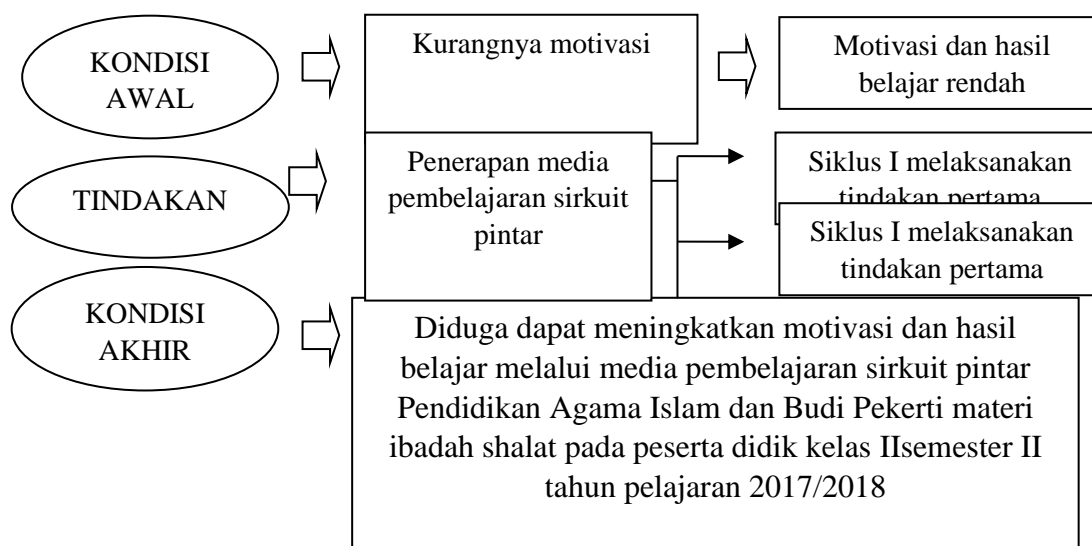 KONDISI
AWAL
Kurangnya motivasi
Motivasi dan hasil
belajar rendah
TINDAKAN
Penerapan media
pembelajaran sirkuit
pintar
Siklus I melaksanakan
tindakan pertama
Siklus I melaksanakan
tindakan pertama
KONDISI
AKHIR
Diduga dapat meningkatkan motivasi dan hasil
belajar melalui media pembelajaran sirkuit pintar
Pendidikan Agama Islam dan Budi Pekerti materi
ibadah shalat pada peserta didik kelas IIsemester II
tahun pelajaran 2017/2018